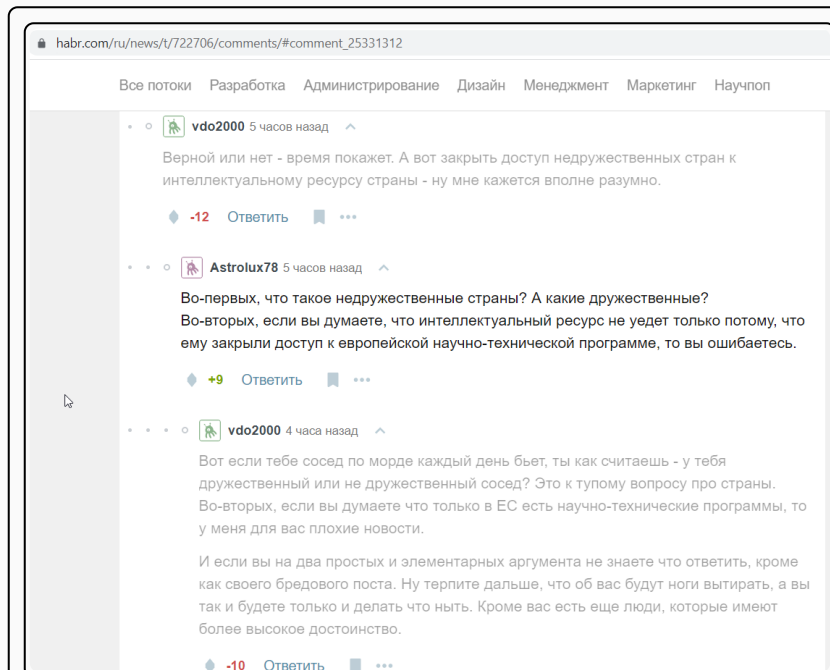 habr.com/ru/news/t/722706/comments/#comment_25331312
Все потоки Разработка Администрирование Дизайн Менеджмент Маркетинг Научпоп
vdo2000 5 часов назад
Верной или нет - время покажет. А вот закрыть доступ недружественных стран к
интеллектуальному ресурсу страны - ну мне кажется вполне разумно.
-12 Ответить
Astrolux78 5 часов назад
Во-первых, что такое недружественные страны? А какие дружественные?
Во-вторых, если вы думаете, что интеллектуальный ресурс не уедет только потому, что
ему закрыли доступ к европейской научно-технической программе, то вы ошибаетесь.
+9 Ответить
vdo2000 4 часа назад
Вот если тебе сосед по морде каждый день бьет, ты как считаешь - у тебя
дружественный или не дружественный сосед? Это к тупому вопросу про страны.
Во-вторых, если вы думаете что только в ЕС есть научно-технические программы, то
у меня для вас плохие новости.
И если вы на два простых и элементарных аргумента не знаете что ответить, кроме
как своего бредового поста. Ну терпите дальше, что об вас будут ноги вытирать, а вы
так и будете только и делать что ныть. Кроме вас есть еще люди, которые имеют
более высокое достоинство.
-10 Ответить